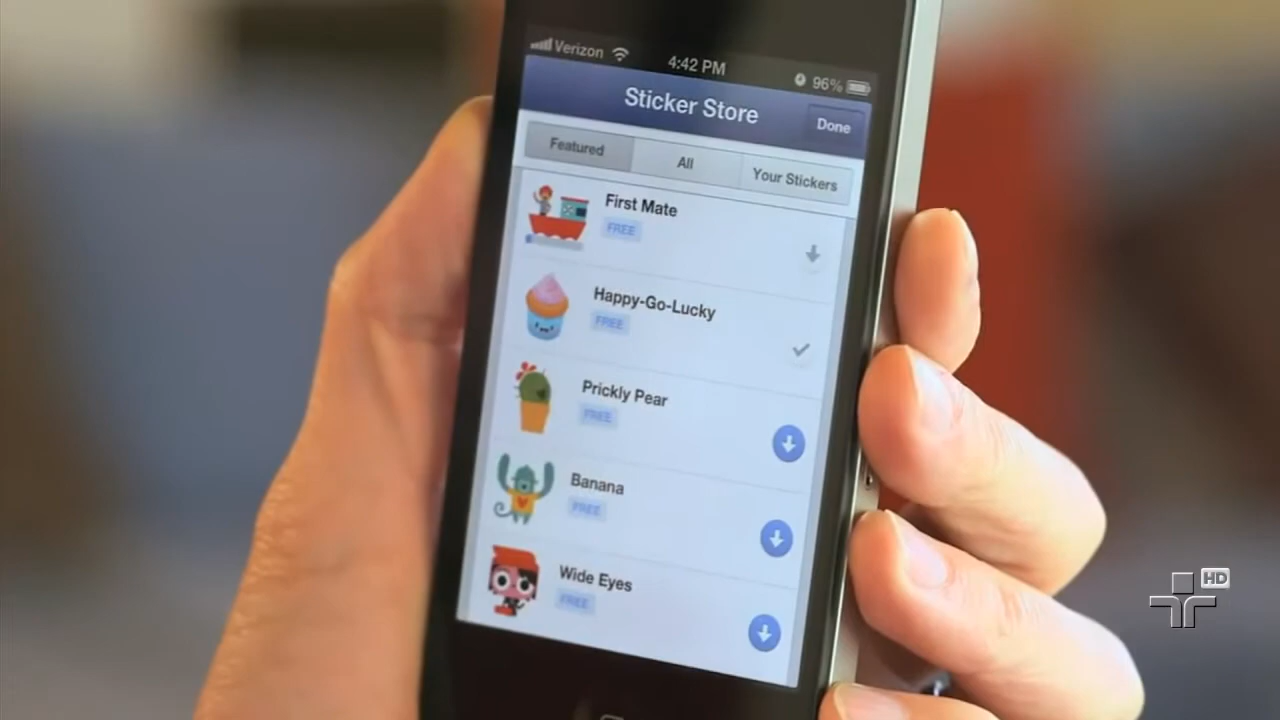 Verizon 4:42 PM 96%
Sticker Store Done
Featured All Your Stickers
First Mate
FREE
Happy-Go-Lucky
FREE
Prickly Pear
FREE
Banana
FREE
Wide Eyes
FREE
HD